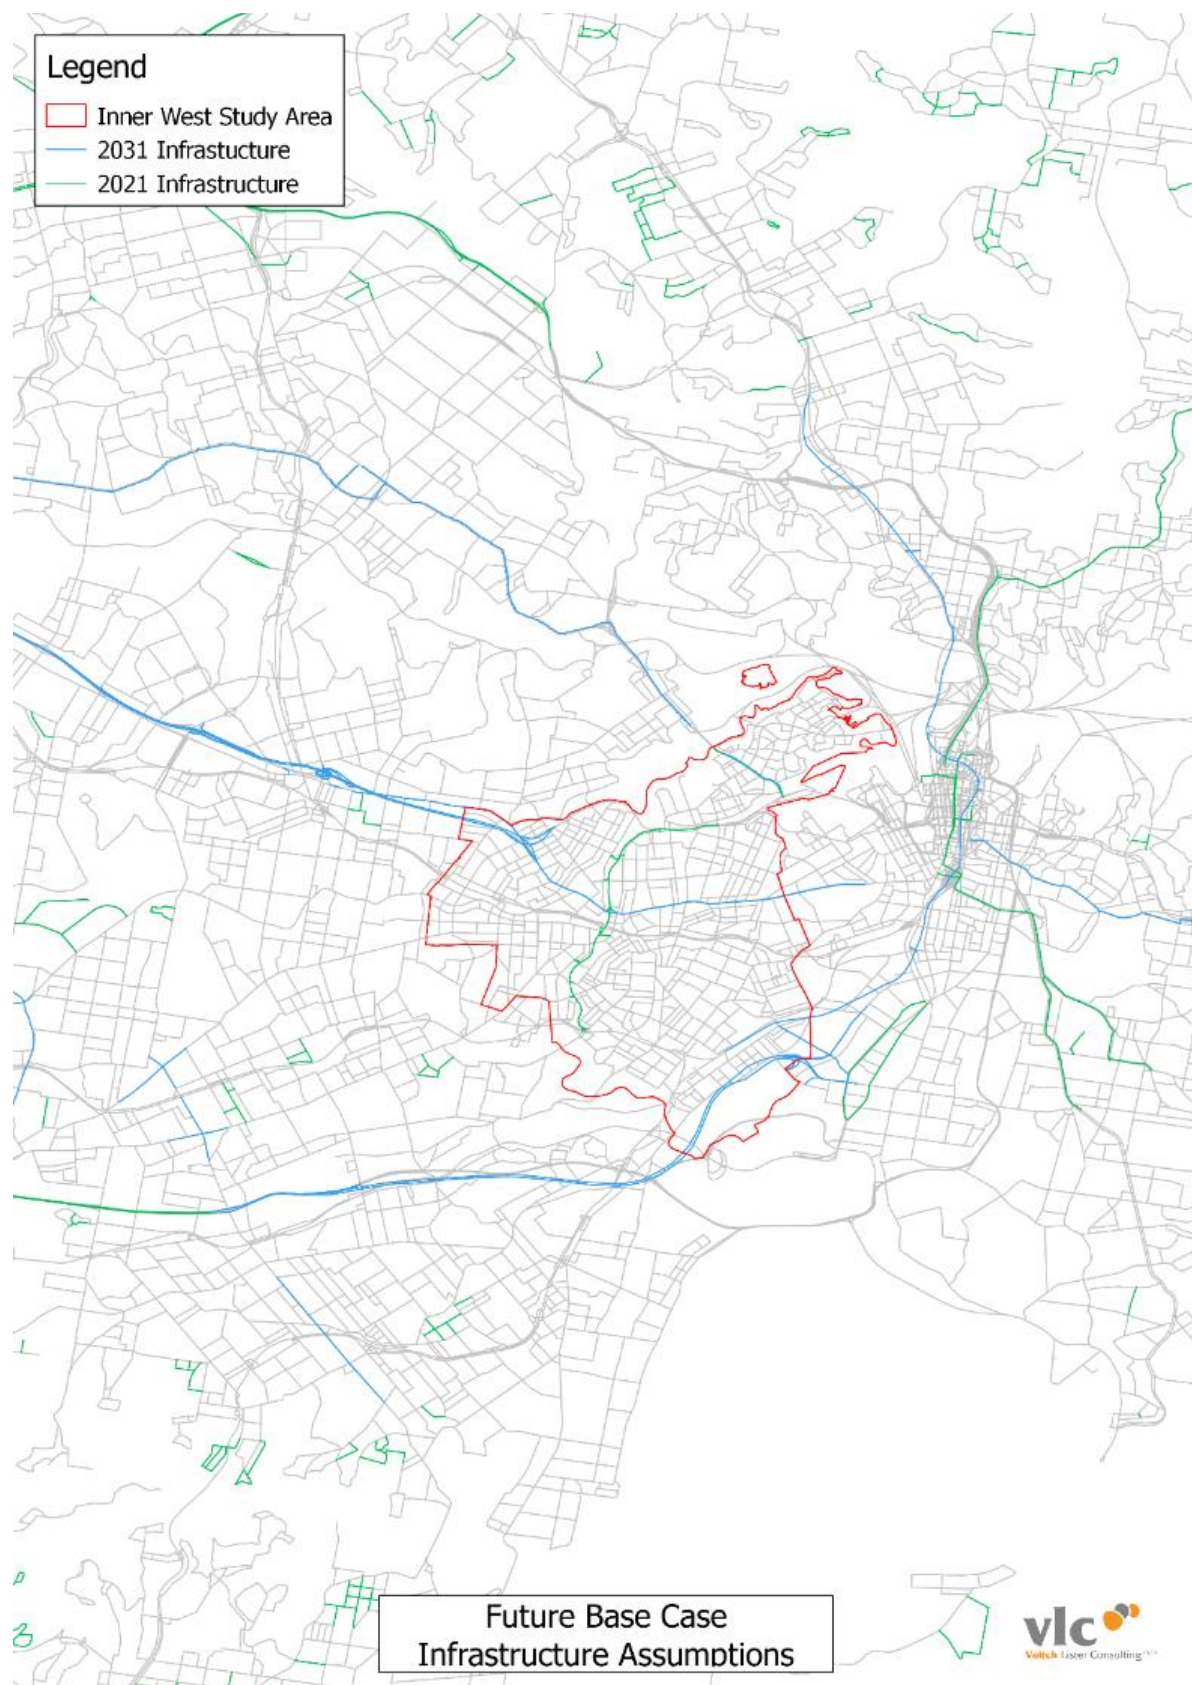 Legend
Inner West Study Area
2031 Infrastucture
2021 Infrastructure
Future Base Case
Infrastructure Assumptions
vlc
Veitch Lister Consulting